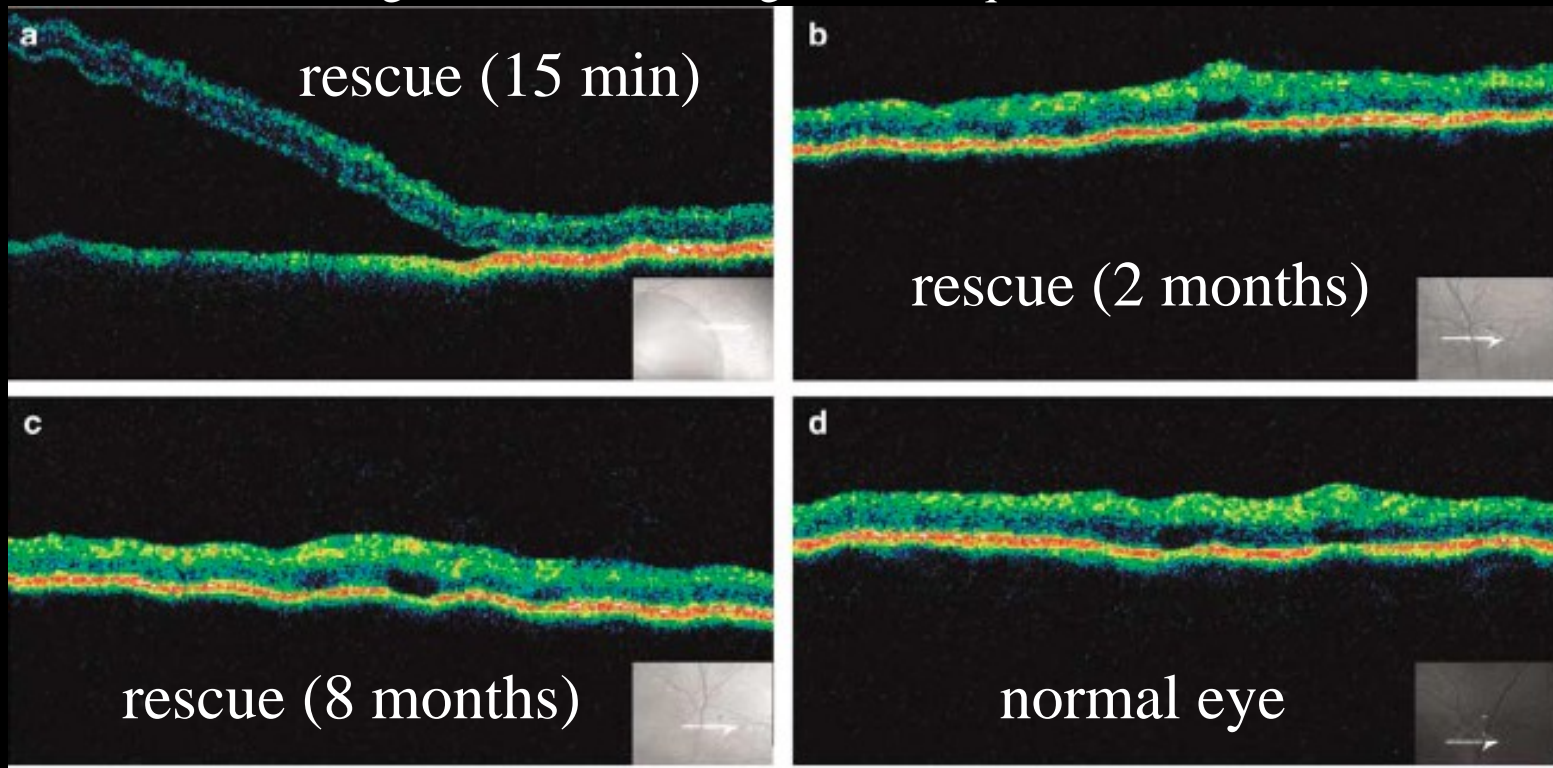 a
rescue (15 min)
b
rescue (2 months)
c
rescue (8 months)
d
normal eye